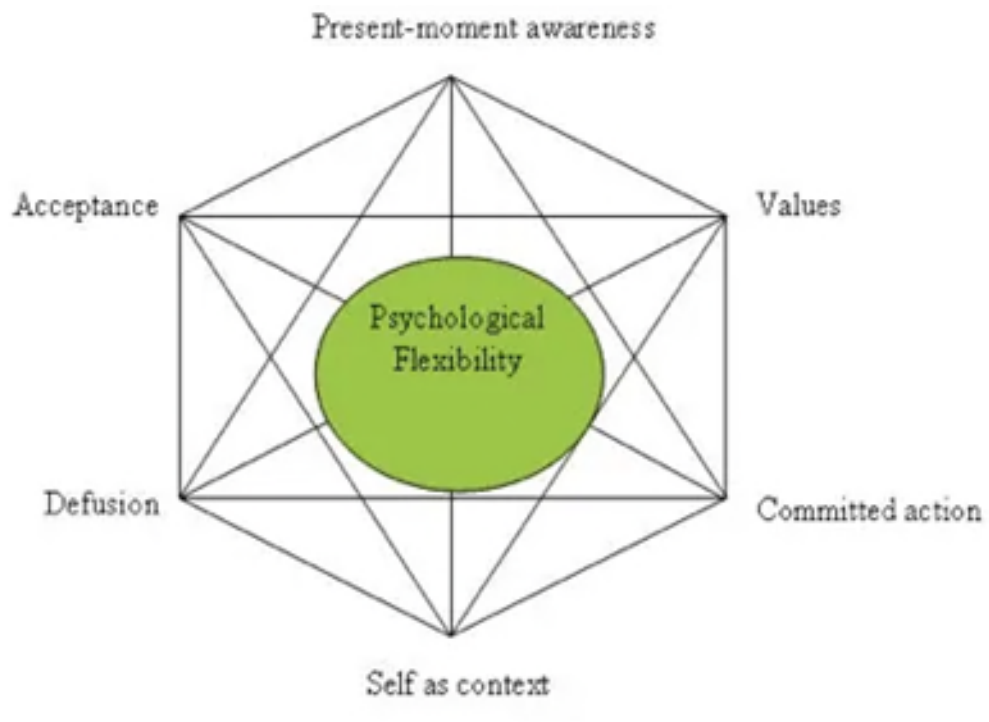 Present-moment awareness
Acceptance
Values
Psychological
Flexibility
Defusion
Committed action
Self as context